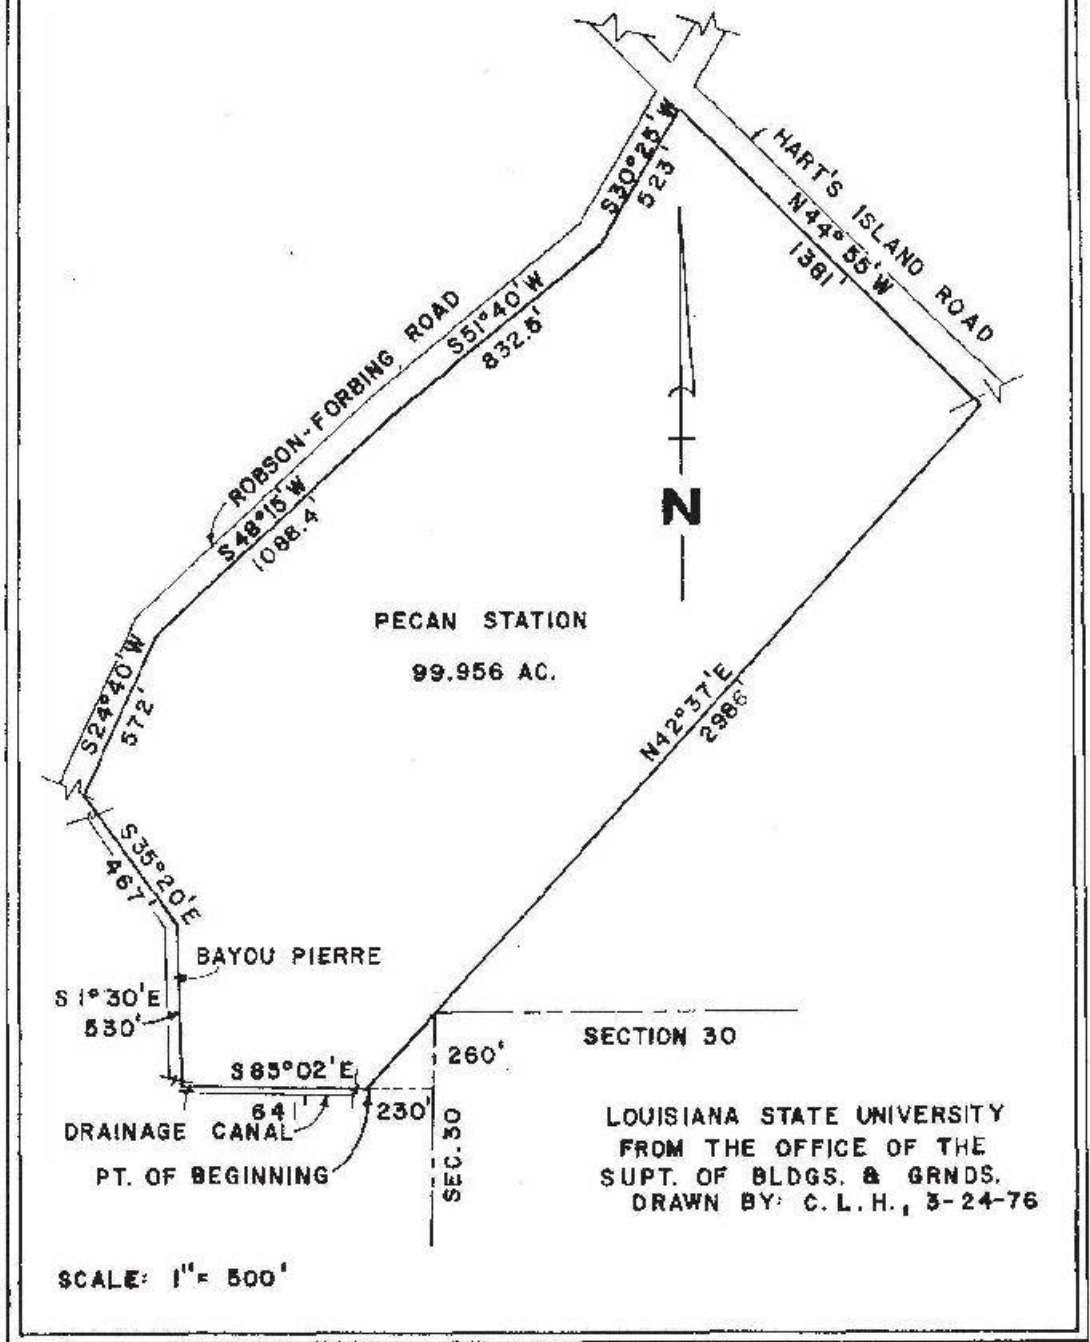 S30°25'W
523'
HART'S ISLAND ROAD
N44°55'W
1381'
S51°40'W
832.5'
ROBSON-FORBING ROAD
S48°15'W
1088.4'
N
PECAN STATION
99.956 AC.
S24°40'W
572'
N42°37'E
2986'
S35°20'E
467'
BAYOU PIERRE
S1°30'E
530'
SECTION 30
260'
S85°02'E
641'
230'
DRAINAGE CANAL
PT. OF BEGINNING
SEC. 30
LOUISIANA STATE UNIVERSITY
FROM THE OFFICE OF THE
SUPT. OF BLDGS. & GRNDS.
DRAWN BY: C. L. H., 3-24-76
SCALE: 1"= 500'